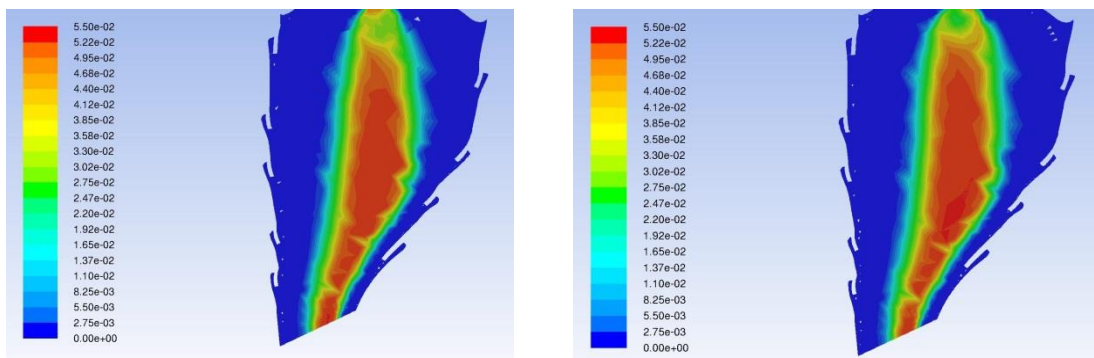 5.50e-02
5.22e-02
4.95e-02
4.68e-02
4.40e-02
4.12e-02
3.85e-02
3.58e-02
3.30e-02
3.02e-02
2.75e-02
2.47e-02
2.20e-02
1.92e-02
1.65e-02
1.37e-02
1.10e-02
8.25e-03
5.50e-03
2.75e-03
0.00e+00
5.50e-02
5.22e-02
4.95e-02
4.68e-02
4.40e-02
4.12e-02
3.85e-02
3.58e-02
3.30e-02
3.02e-02
2.75e-02
2.47e-02
2.20e-02
1.92e-02
1.65e-02
1.37e-02
1.10e-02
8.25e-03
5.50e-03
2.75e-03
0.00e+00